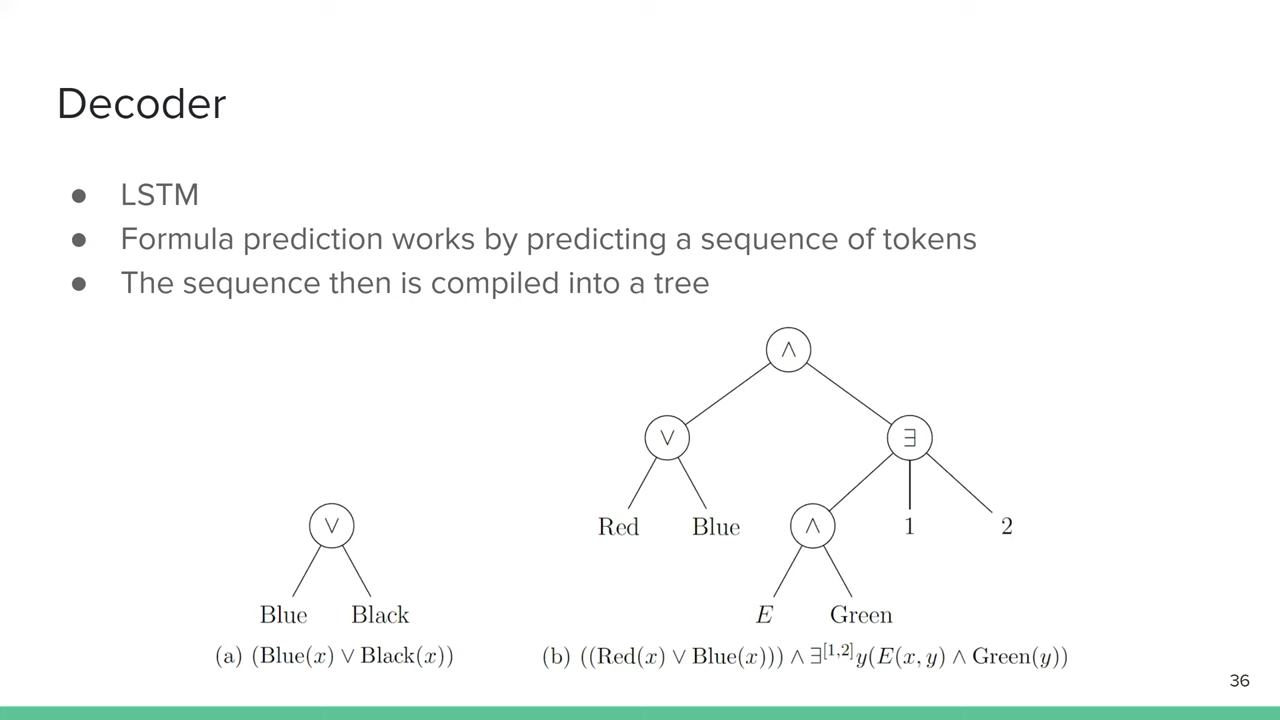 Decoder
● LSTM
● Formula prediction works by predicting a sequence of tokens
● The sequence then is compiled into a tree
∧
∨ ∃
Red Blue ∧ 1 2
∨
E Green
Blue Black
(a) (Blue(x) ∨ Black(x))
(b) ((Red(x) ∨ Blue(x))) ∧ ∃^[1,2]y(E(x, y) ∧ Green(y))
36